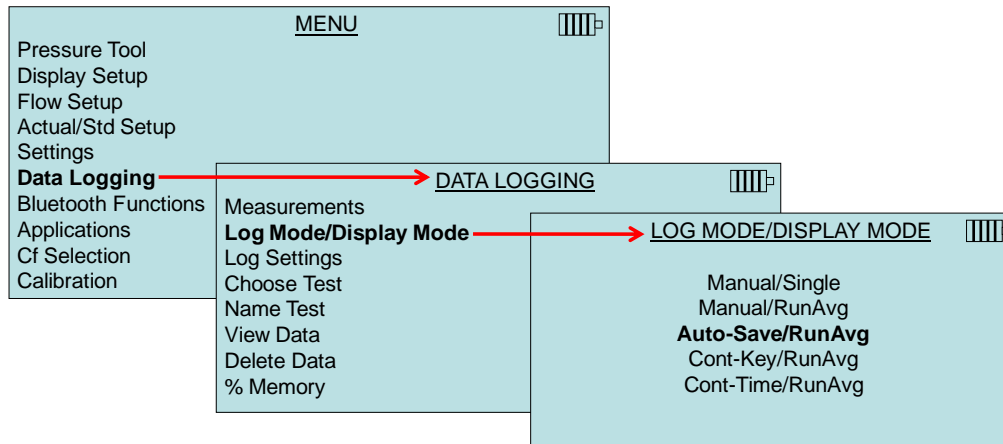 MENU
Pressure Tool
Display Setup
Flow Setup
Actual/Std Setup
Settings
Data Logging
Bluetooth Functions
Applications
Cf Selection
Calibration
DATA LOGGING
Measurements
Log Mode/Display Mode
Log Settings
Choose Test
Name Test
View Data
Delete Data
% Memory
LOG MODE/DISPLAY MODE
Manual/Single
Manual/RunAvg
Auto-Save/RunAvg
Cont-Key/RunAvg
Cont-Time/RunAvg